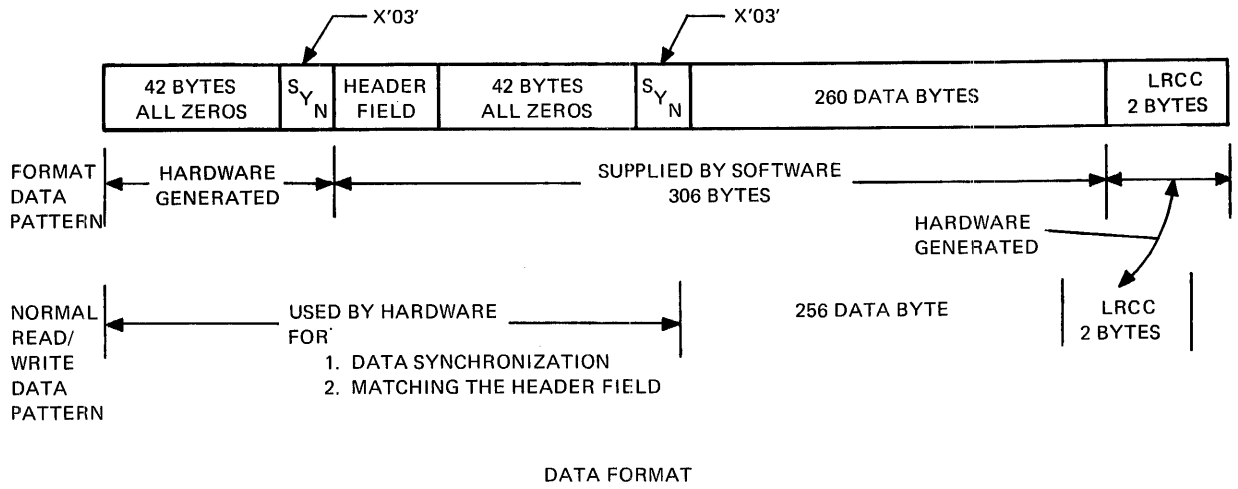 X'03' X'03'
42 BYTES
ALL ZEROS
SYN
HEADER
FIELD
42 BYTES
ALL ZEROS
SYN
260 DATA BYTES
LRCC
2 BYTES
FORMAT
DATA
PATTERN
HARDWARE
GENERATED
SUPPLIED BY SOFTWARE
306 BYTES
HARDWARE
GENERATED
NORMAL
READ/
WRITE
DATA
PATTERN
USED BY HARDWARE
FOR
1. DATA SYNCHRONIZATION
2. MATCHING THE HEADER FIELD
256 DATA BYTE
LRCC
2 BYTES
DATA FORMAT